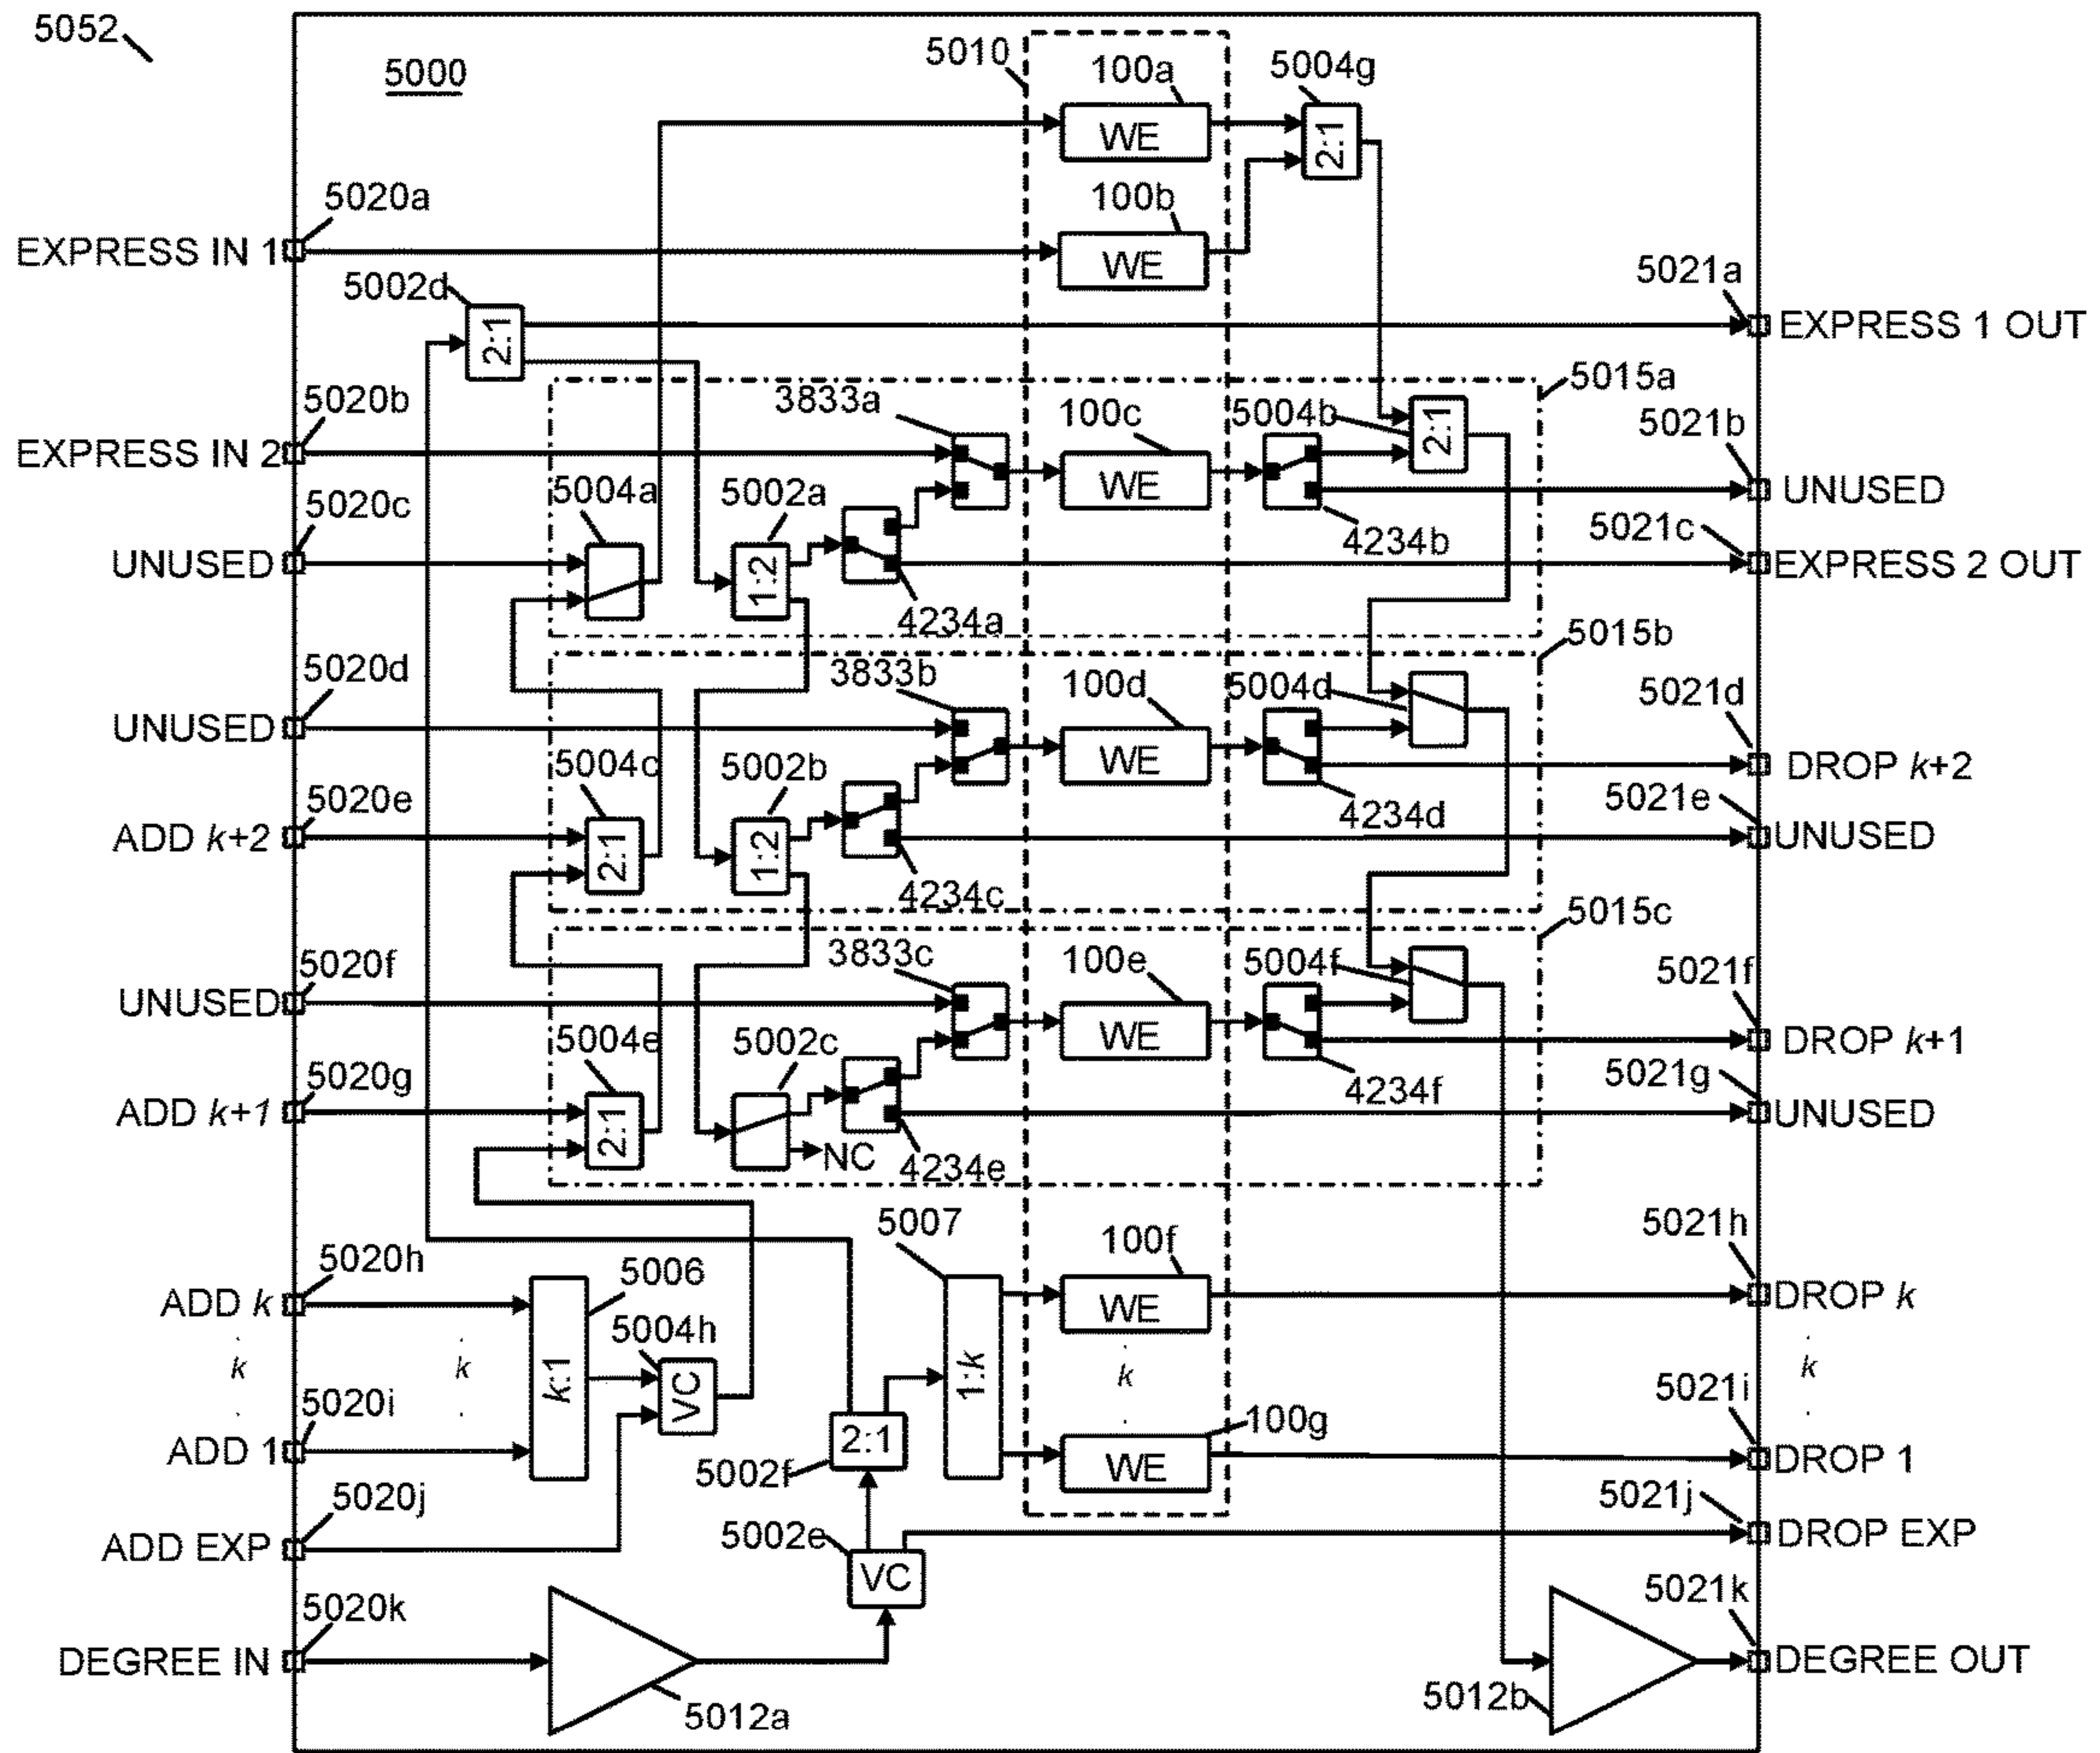 5052
5000
5010
100a
5004g
WE
2:1
5020a
100b
EXPRESS IN 1
WE
5021a
5002d
2:1
EXPRESS 1 OUT
5015a
5020b
3833a
100c
5004b
2:1
5021b
EXPRESS IN 2
WE
UNUSED
5020c
5004a
5002a
4234b
5021c
UNUSED
1:2
EXPRESS 2 OUT
4234a
5015b
5020d
3833b
100d
5004d
5021d
UNUSED
WE
DROP k+2
5004c
5002b
5020e
4234d
5021e
ADD k+2
2:1
1:2
UNUSED
4234c
5015c
5020f
3833c
100e
5004f
5021f
UNUSED
WE
DROP k+1
5004e
5002c
5020g
4234f
5021g
ADD k+1
2:1
UNUSED
NC
4234e
5007
5021h
5020h
5006
100f
ADD k
WE
DROP k
5004h
k
k
k:1
VC
1:k
k
k
5020i
5021i
100g
ADD 1
2:1
WE
DROP 1
5002f
5020j
5021j
5002e
DROP EXP
ADD EXP
VC
5020k
5021k
DEGREE IN
DEGREE OUT
5012a
5012b